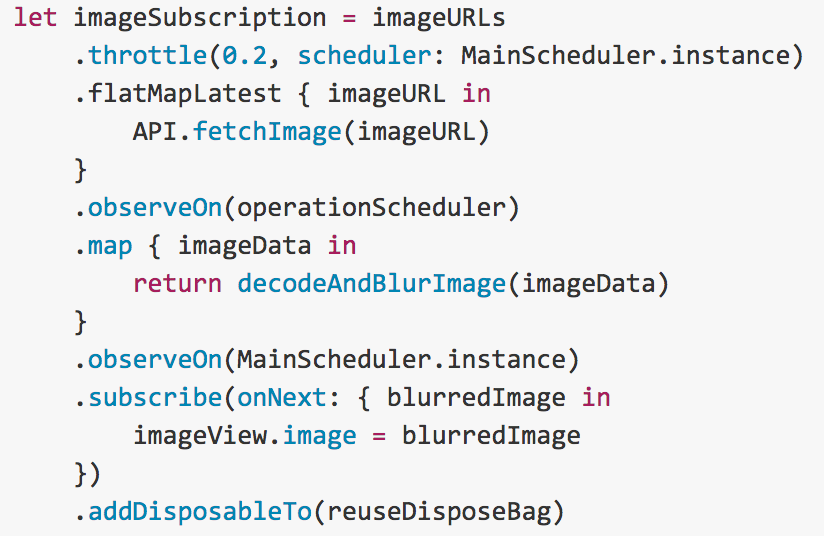 let imageSubscription = imageURLs
    .throttle(0.2, scheduler: MainScheduler.instance)
    .flatMapLatest { imageURL in
        API.fetchImage(imageURL)
    }
    .observeOn(operationScheduler)
    .map { imageData in
        return decodeAndBlurImage(imageData)
    }
    .observeOn(MainScheduler.instance)
    .subscribe(onNext: { blurredImage in
        imageView.image = blurredImage
    })
    .addDisposableTo(reuseDisposeBag)